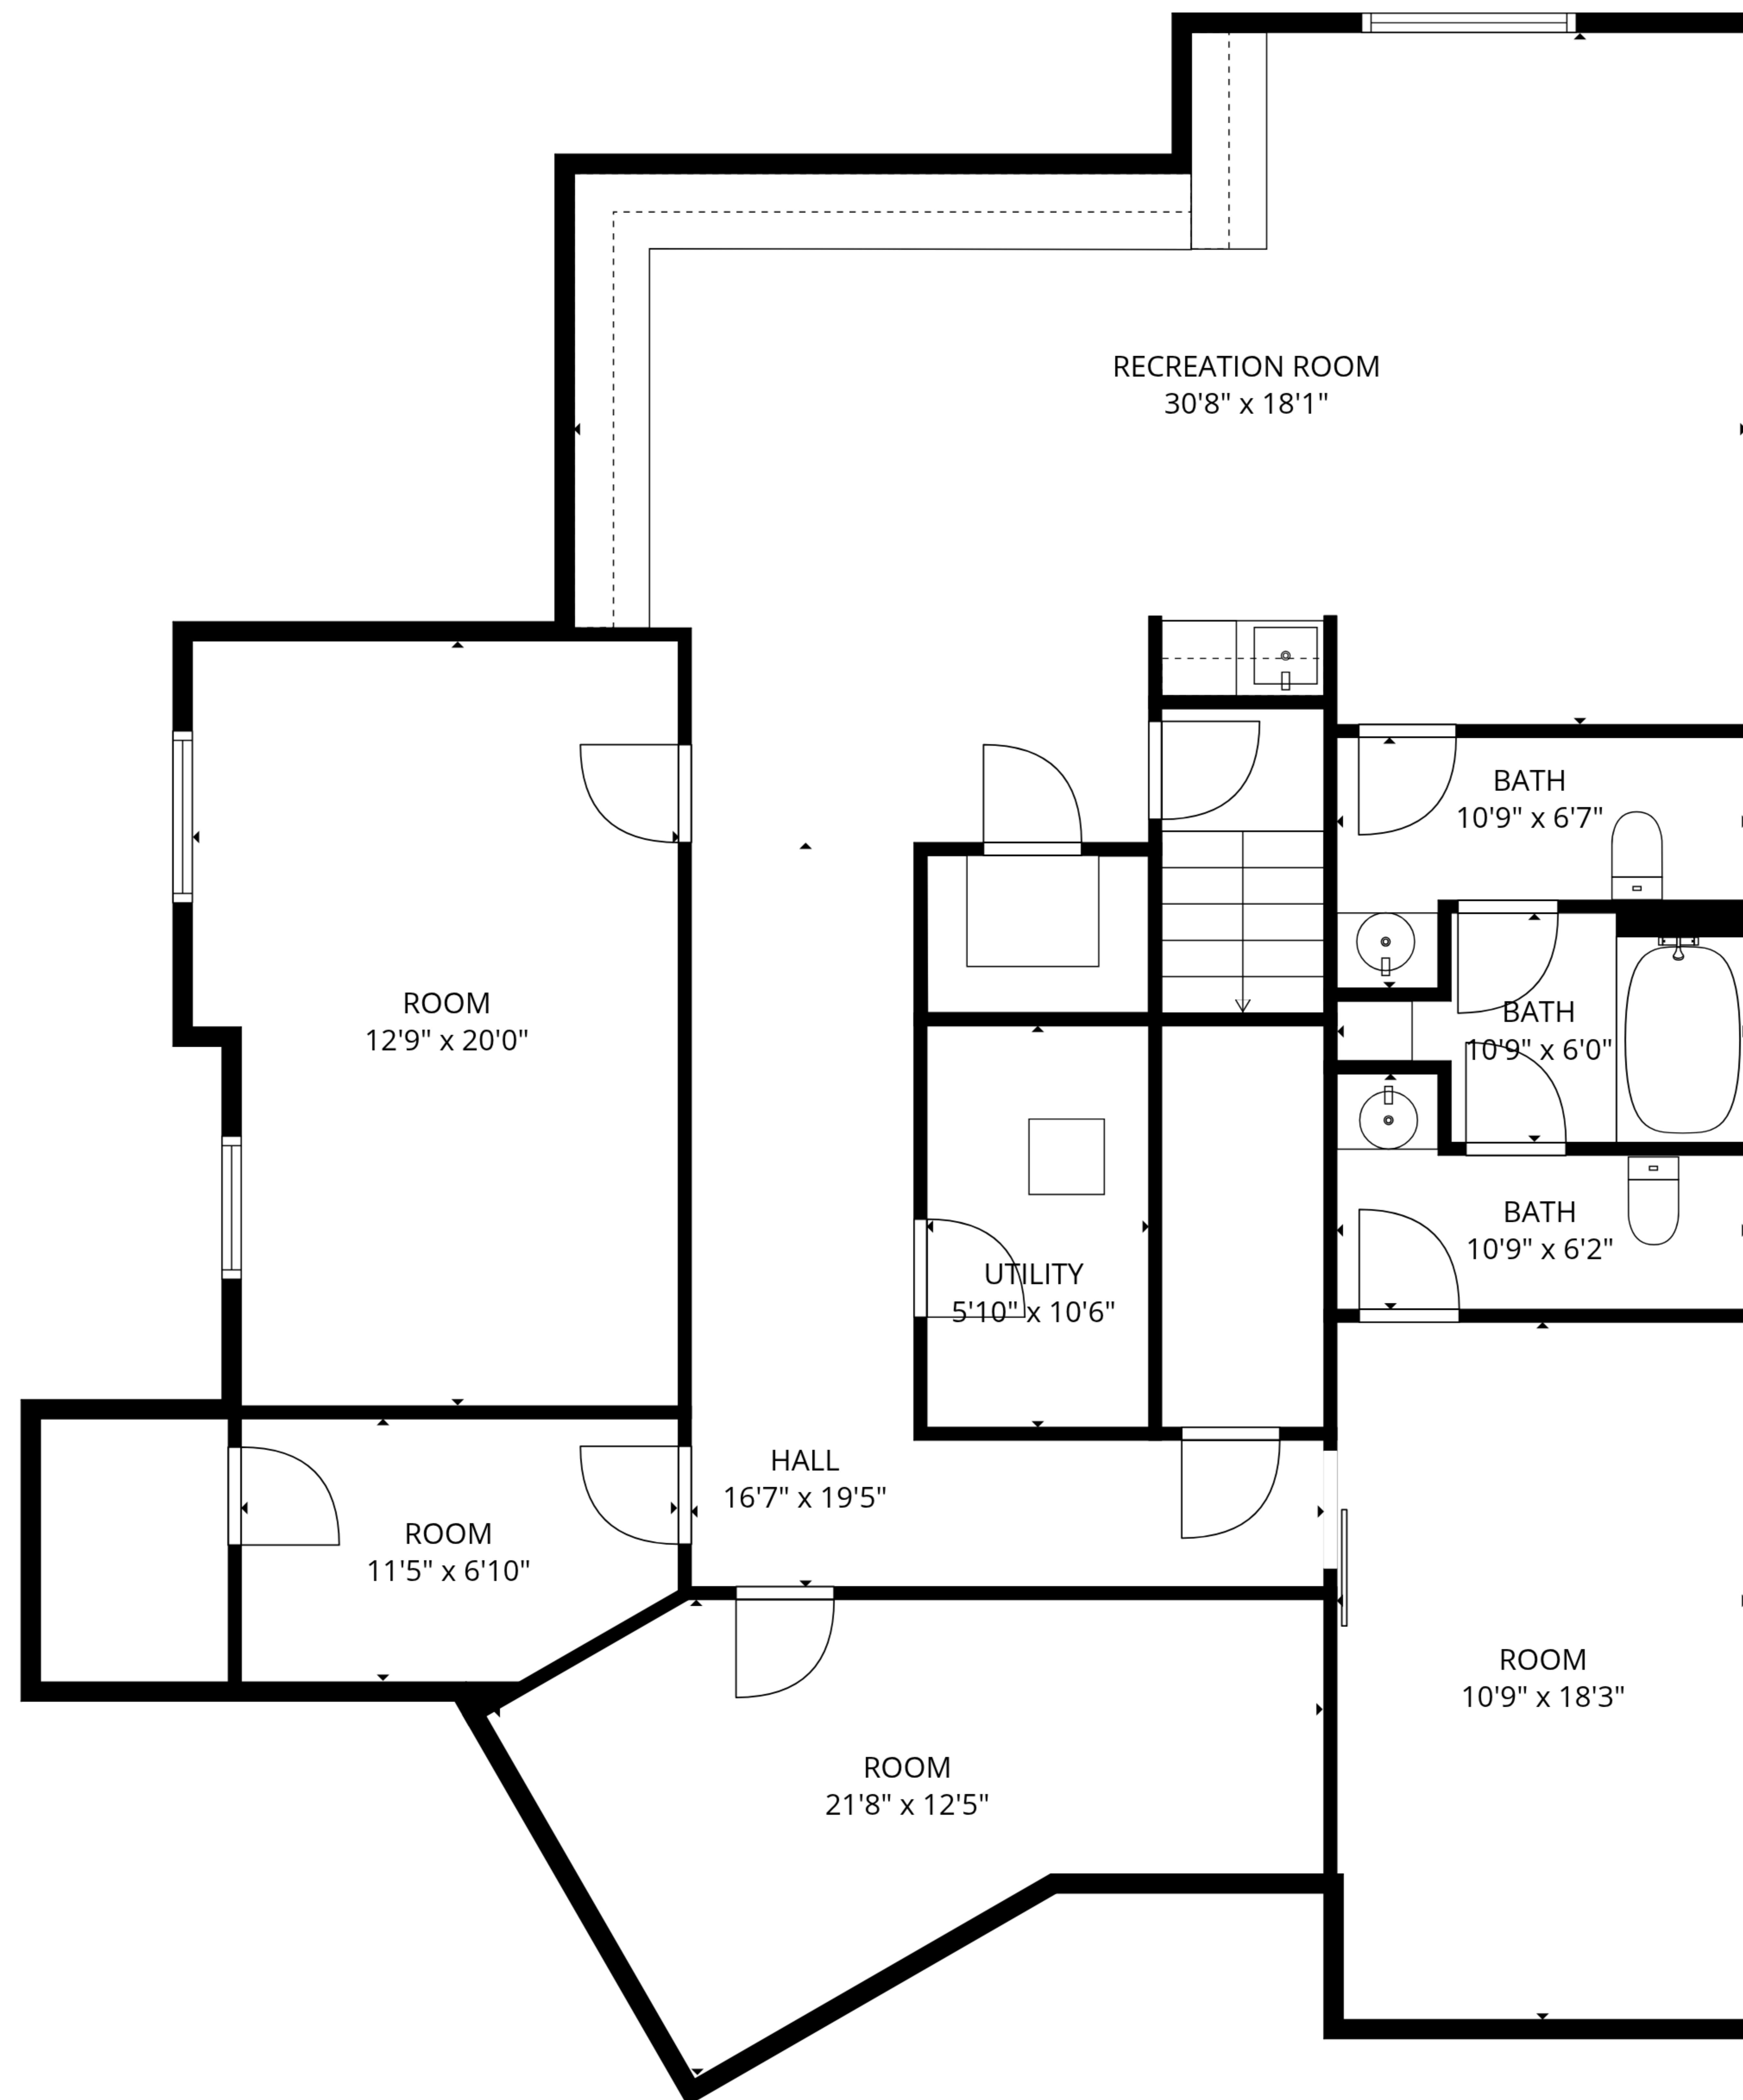 RECREATION ROOM
30'8" x 18'1"
BATH
10'9" x 6'7"
ROOM
12'9" x 20'0"
BATH
10'9" x 6'0"
BATH
10'9" x 6'2"
UTILITY
5'10" x 10'6"
HALL
16'7" x 19'5"
ROOM
11'5" x 6'10"
ROOM
10'9" x 18'3"
ROOM
21'8" x 12'5"